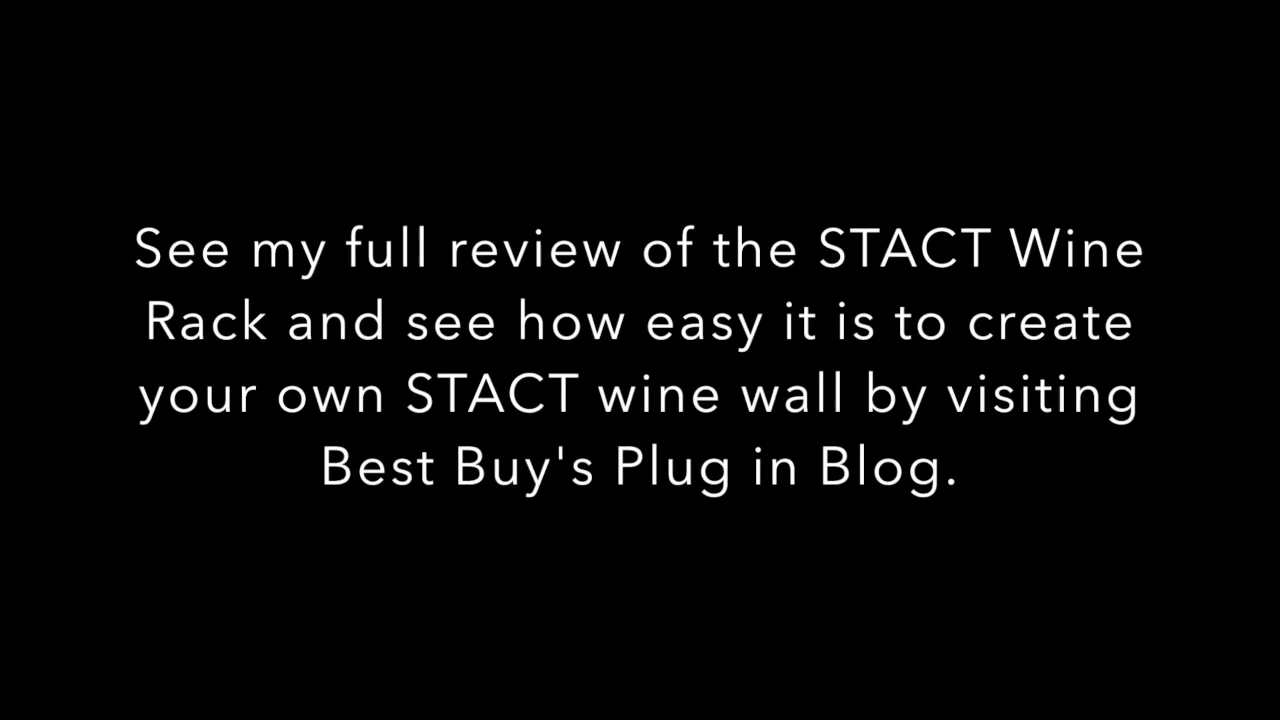 See my full review of the STACT Wine
Rack and see how easy it is to create
your own STACT wine wall by visiting
Best Buy's Plug in Blog.